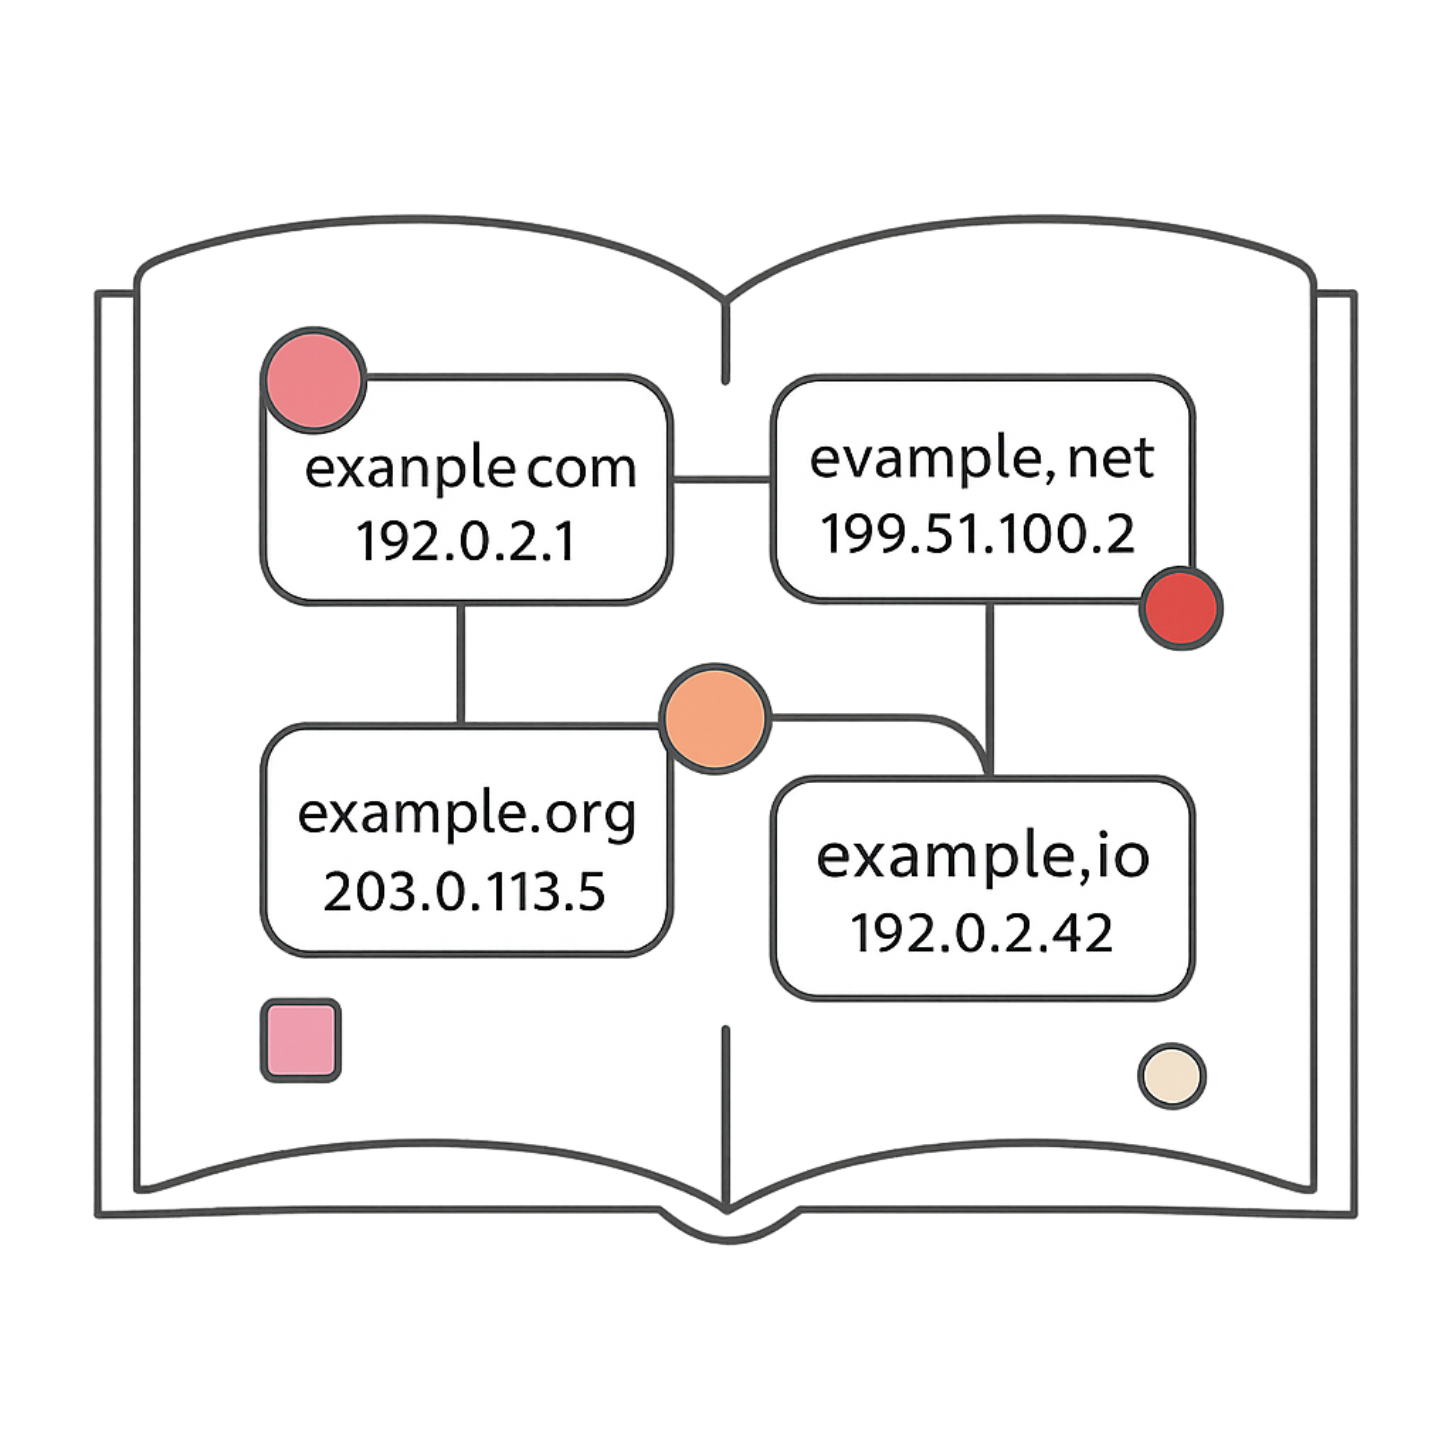 exanple com
192.0.2.1
evample, net
199.51.100.2
example.org
203.0.113.5
example,io
192.0.2.42